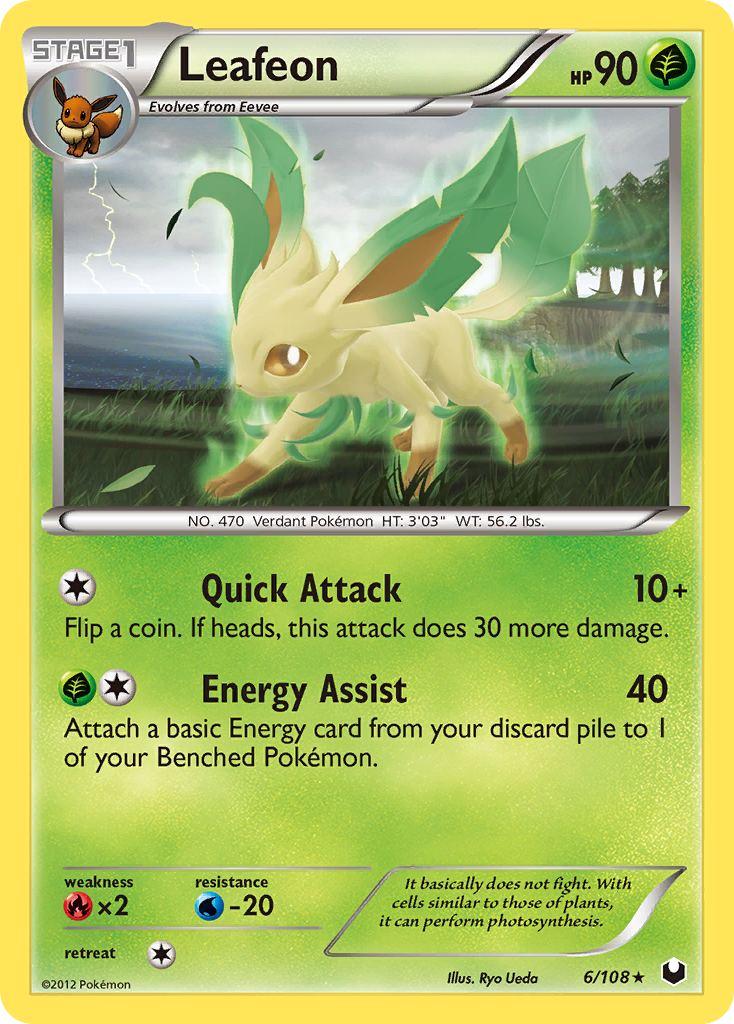 STAGE1
Leafeon
HP 90
Evolves from Eevee
NO. 470 Verdant Pokémon HT: 3'03" WT: 56.2 lbs.
Quick Attack 10+
Flip a coin. If heads, this attack does 30 more damage.
Energy Assist 40
Attach a basic Energy card from your discard pile to 1
of your Benched Pokémon.
weakness resistance
×2 -20
retreat
It basically does not fight. With
cells similar to those of plants,
it can perform photosynthesis.
©2012 Pokémon Illus. Ryo Ueda 6/108★